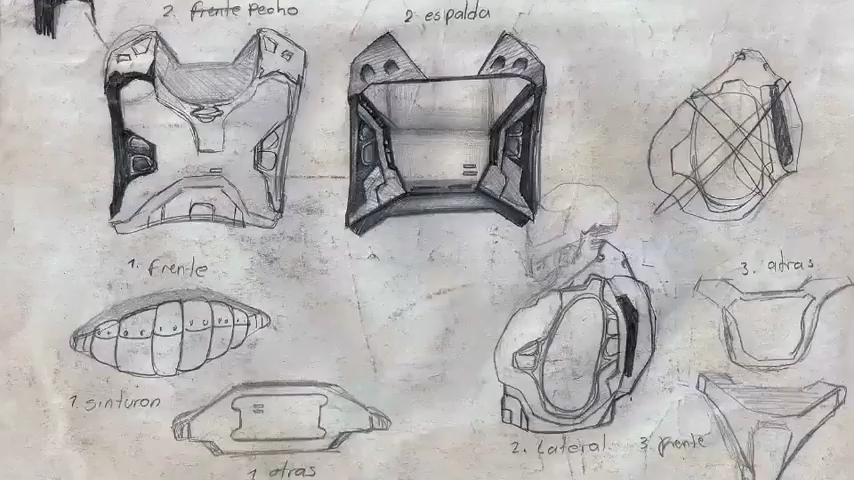 2. frente pecho
2 espalda
1. frente
3. atras
1. sinturon
2. Lateral
3. frente
1 atras